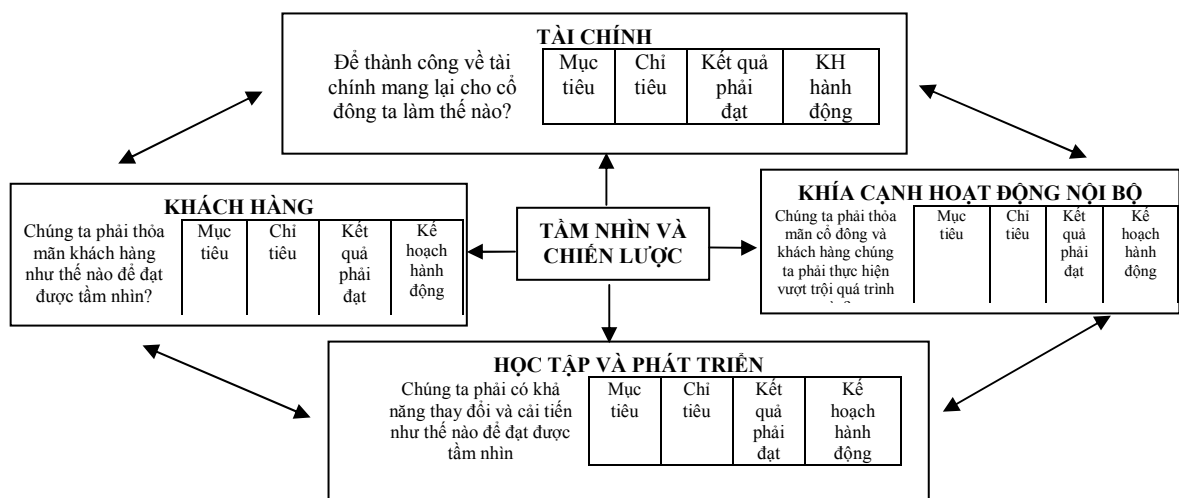 TÀI CHÍNH
Để thành công về tài
chính mang lại cho cổ
đông ta làm thế nào?
Mục
tiêu
Chỉ
tiêu
Kết quả
phải
đạt
KH
hành
động
KHÁCH HÀNG
Chúng ta phải thỏa
mãn khách hàng
như thế nào để đạt
được tầm nhìn?
Mục
tiêu
Chỉ
tiêu
Kết
quả
phải
đạt
Kế
hoạch
hành
động
TẦM NHÌN VÀ
CHIẾN LƯỢC
KHÍA CẠNH HOẠT ĐỘNG NỘI BỘ
Chúng ta phải thỏa
mãn cổ đông và
khách hàng chúng
ta phải thực hiện
vượt trội quá trình
Mục
tiêu
Chỉ
tiêu
Kết
quả
phải
đạt
Kế
hoạch
hành
động
HỌC TẬP VÀ PHÁT TRIỂN
Chúng ta phải có khả
năng thay đổi và cải tiến
như thế nào để đạt được
tầm nhìn
Mục
tiêu
Chỉ
tiêu
Kết
quả
phải
đạt
Kế
hoạch
hành
động